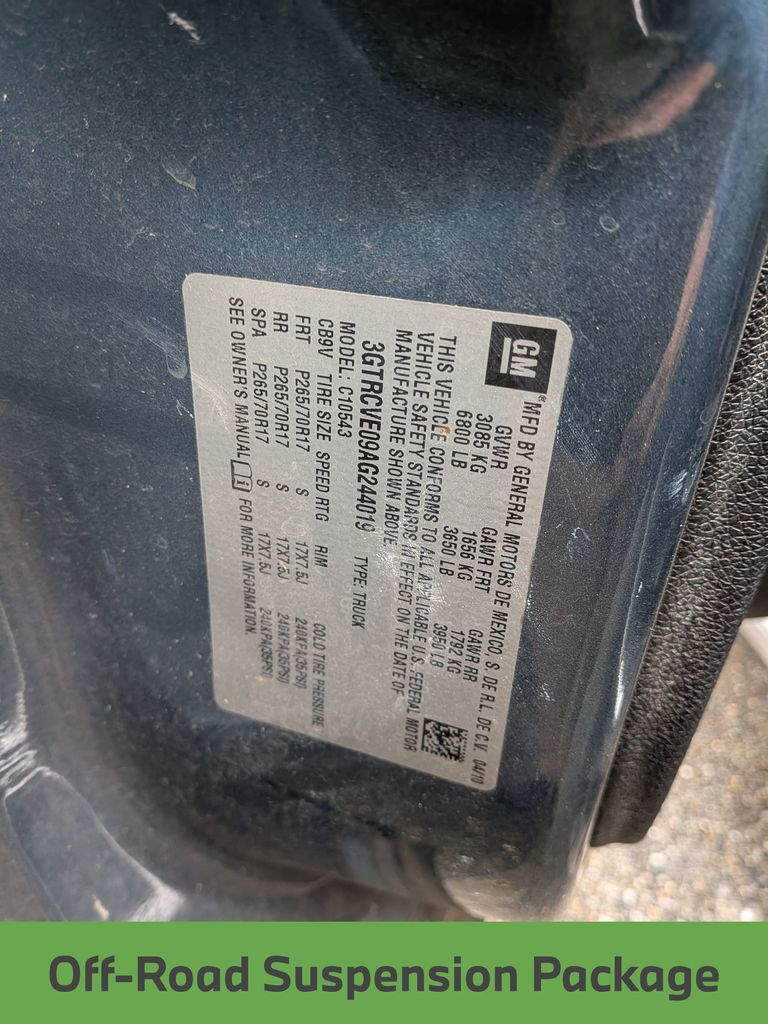 GM
® MFD BY GENERAL MOTORS DE MEXICO, S. DE R.L. DE C.V. 04/10
GVWR GAWR FRT GAWR RR
3085 KG 1656 KG 1792 KG
6800 LB 3650 LB 3950 LB
THIS VEHICLE CONFORMS TO ALL APPLICABLE U.S. FEDERAL MOTOR
VEHICLE SAFETY STANDARDS IN EFFECT ON THE DATE OF
MANUFACTURE SHOWN ABOVE
3GTRCVE09AG244019 TYPE: TRUCK
MODEL: C10543
CB9V TIRE SIZE SPEED RTG RIM COLD TIRE PRESSURE
FRT P265/70R17 S 17X7.5J 240KPA(35PSI)
RR P265/70R17 S 17X7.5J 240KPA(35PSI)
SPA P265/70R17 S 17X7.5J 240KPA(35PSI)
SEE OWNER'S MANUAL i FOR MORE INFORMATION.
Off-Road Suspension Package